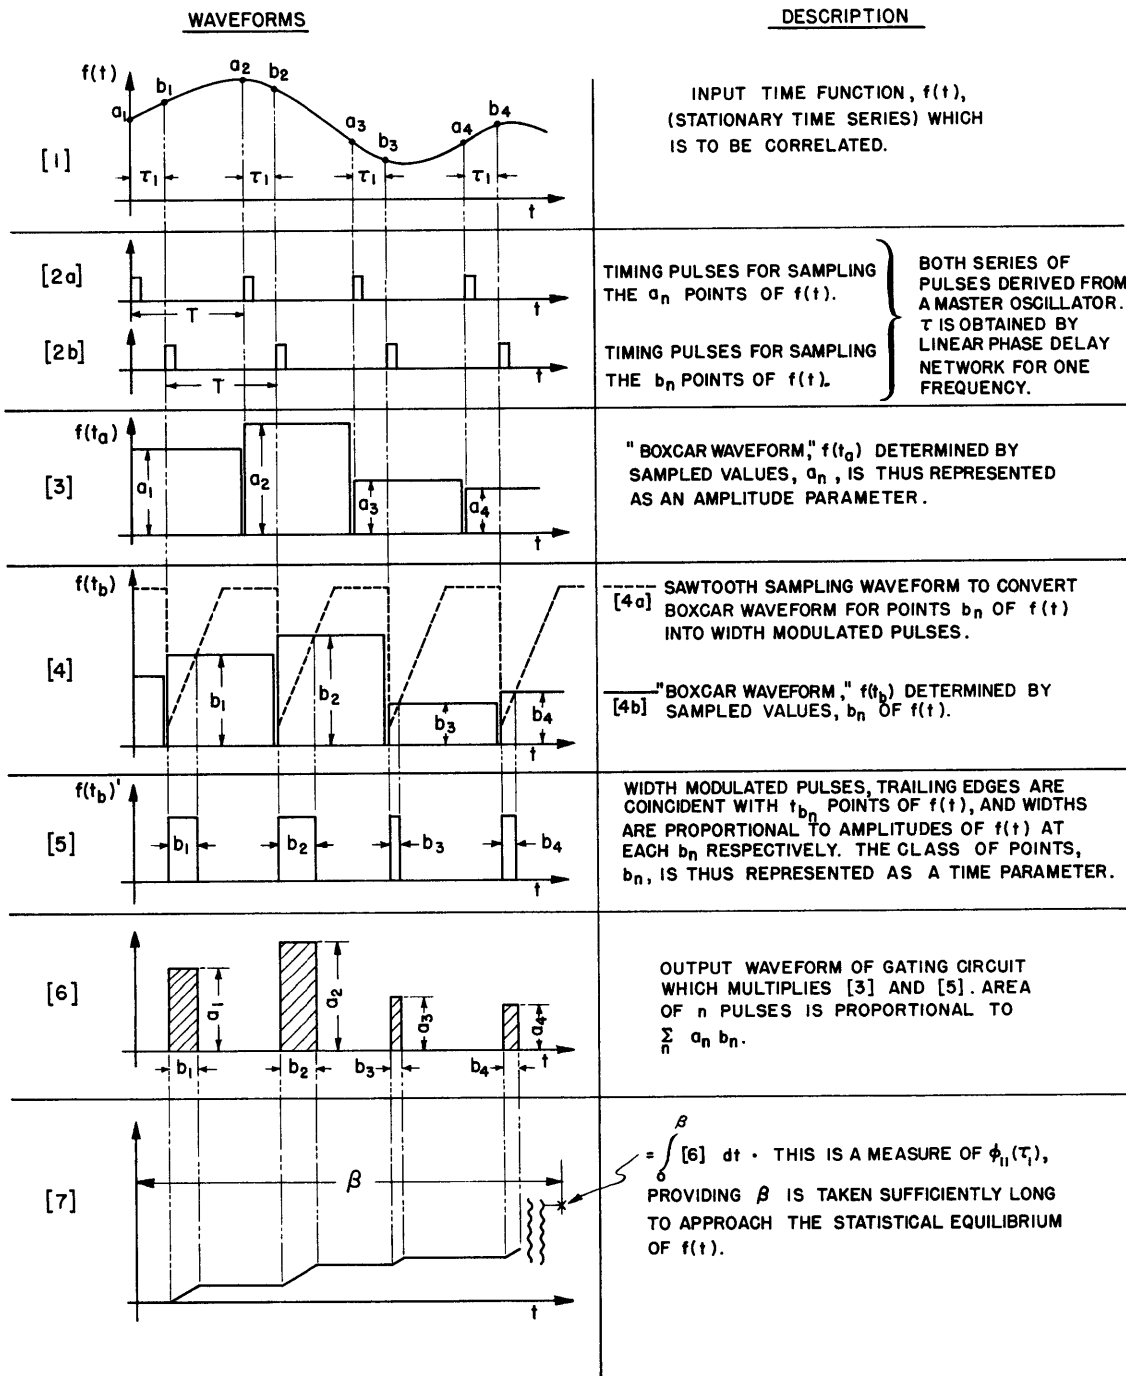 WAVEFORMS
DESCRIPTION
f(t)
a₁
b₁
a₂
b₂
a₃
b₃
a₄
b₄
[1]
τ₁
τ₁
τ₁
τ₁
t
INPUT TIME FUNCTION, f(t),
(STATIONARY TIME SERIES) WHICH
IS TO BE CORRELATED.
[2a]
T
t
[2b]
T
t
TIMING PULSES FOR SAMPLING
THE aₙ POINTS OF f(t).
TIMING PULSES FOR SAMPLING
THE bₙ POINTS OF f(t).
BOTH SERIES OF
PULSES DERIVED FROM
A MASTER OSCILLATOR.
τ IS OBTAINED BY
LINEAR PHASE DELAY
NETWORK FOR ONE
FREQUENCY.
f(tₐ)
[3]
a₁
a₂
a₃
a₄
t
"BOXCAR WAVEFORM," f(tₐ) DETERMINED BY
SAMPLED VALUES, aₙ, IS THUS REPRESENTED
AS AN AMPLITUDE PARAMETER.
f(t_b)
[4]
b₁
b₂
b₃
b₄
t
[4a] SAWTOOTH SAMPLING WAVEFORM TO CONVERT
BOXCAR WAVEFORM FOR POINTS bₙ OF f(t)
INTO WIDTH MODULATED PULSES.
[4b] "BOXCAR WAVEFORM," f(t_b) DETERMINED BY
SAMPLED VALUES, bₙ OF f(t).
f(t_b)'
[5]
b₁
b₂
b₃
b₄
t
WIDTH MODULATED PULSES, TRAILING EDGES ARE
COINCIDENT WITH t_bₙ POINTS OF f(t), AND WIDTHS
ARE PROPORTIONAL TO AMPLITUDES OF f(t) AT
EACH bₙ RESPECTIVELY. THE CLASS OF POINTS,
bₙ, IS THUS REPRESENTED AS A TIME PARAMETER.
[6]
a₁
a₂
a₃
a₄
t
b₁
b₂
b₃
b₄
OUTPUT WAVEFORM OF GATING CIRCUIT
WHICH MULTIPLIES [3] AND [5]. AREA
OF n PULSES IS PROPORTIONAL TO
Σₙ aₙ bₙ.
[7]
β
t
= ∫₀^β [6] dt . THIS IS A MEASURE OF φ₁₁(τ₁),
PROVIDING β IS TAKEN SUFFICIENTLY LONG
TO APPROACH THE STATISTICAL EQUILIBRIUM
OF f(t).